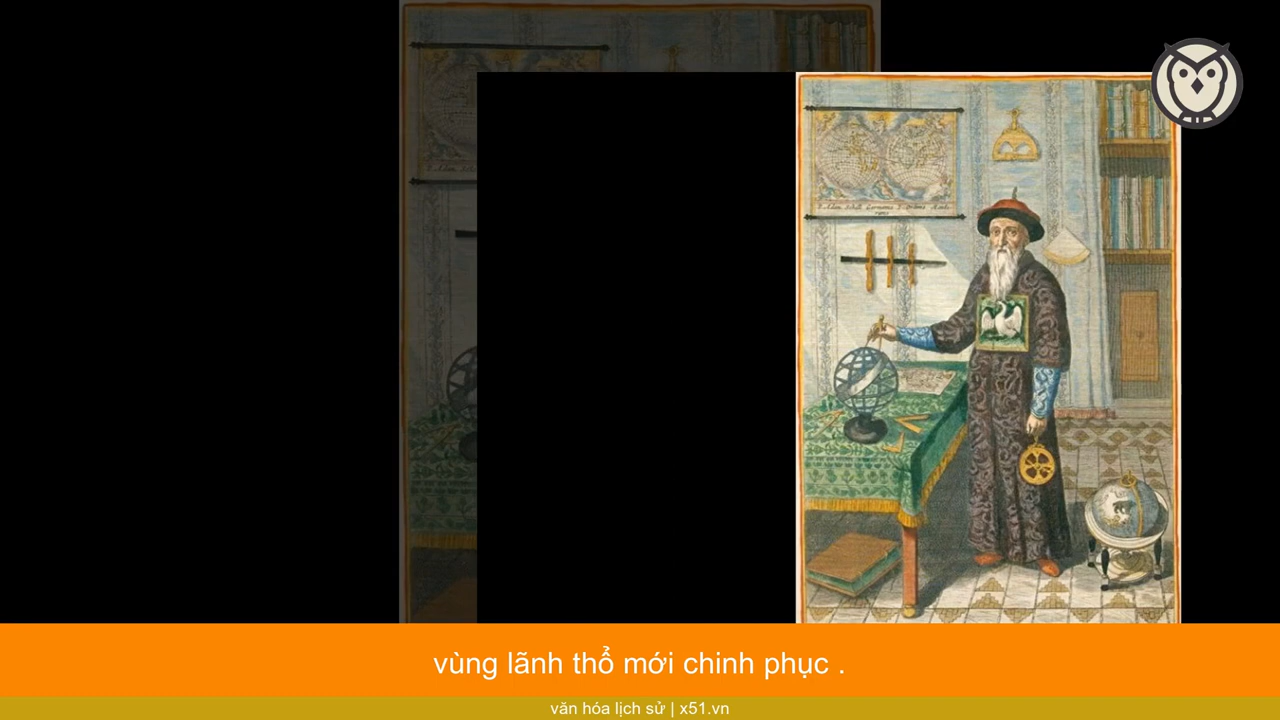 vùng lãnh thổ mới chinh phục .
văn hóa lịch sử | x51.vn